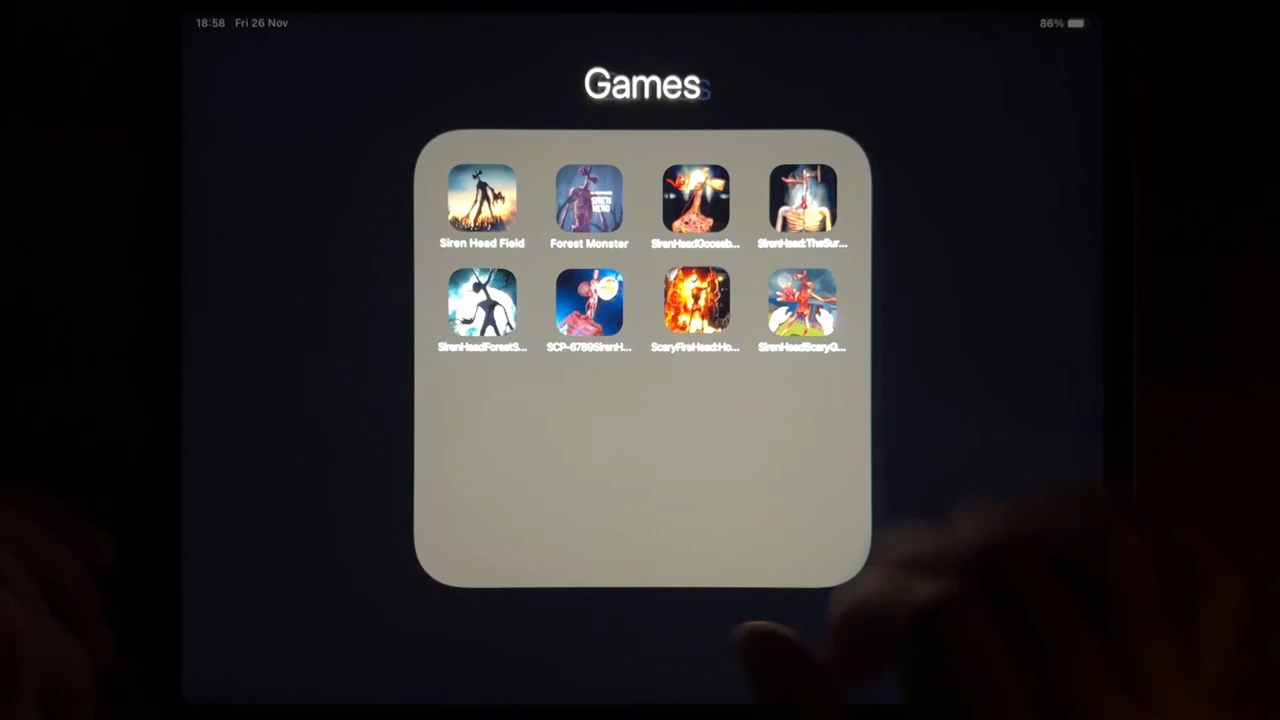 18:58 Fri 26 Nov
86%
Games
Siren Head Field
Forest Monster
SirenHeadGooseb...
SirenHead:TheSur...
SirenHeadForestS...
SCP-6789SirenH...
ScaryFireHead:Ho...
SirenHeadScaryG...